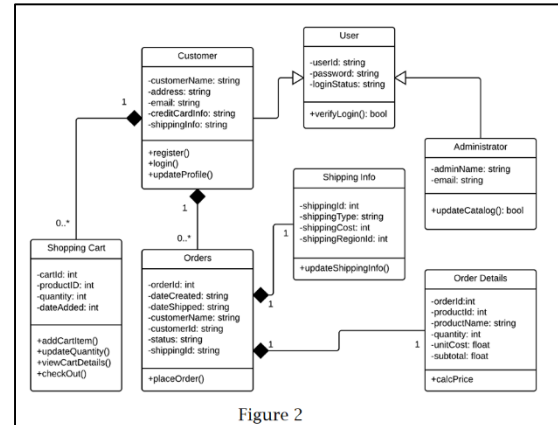 User
-userId: string
-password: string
-loginStatus: string
+verifyLogin(): bool
Customer
-customerName: string
-address: string
-email: string
-creditCardInfo: string
-shippingInfo: string
+register()
+login()
+updateProfile()
Administrator
-adminName: string
-email: string
+updateCatalog(): bool
1
0..*
1
0..*
Shopping Cart
-cartId: int
-productID: int
-quantity: int
-dateAdded: int
+addCartItem()
+updateQuantity()
+viewCartDetails()
+checkOut()
Orders
-orderId: int
-dateCreated: string
-dateShipped: string
-customerName: string
-customerId: string
-status: string
-shippingId: string
+placeOrder()
Shipping Info
-shippingId: int
-shippingType: string
-shippingCost: int
-shippingRegionId: int
+updateShippingInfo()
1
1
Order Details
-orderId:int
-productId: int
-productName: string
-quantity: int
-unitCost: float
-subtotal: float
+calcPrice
1
1
Figure 2